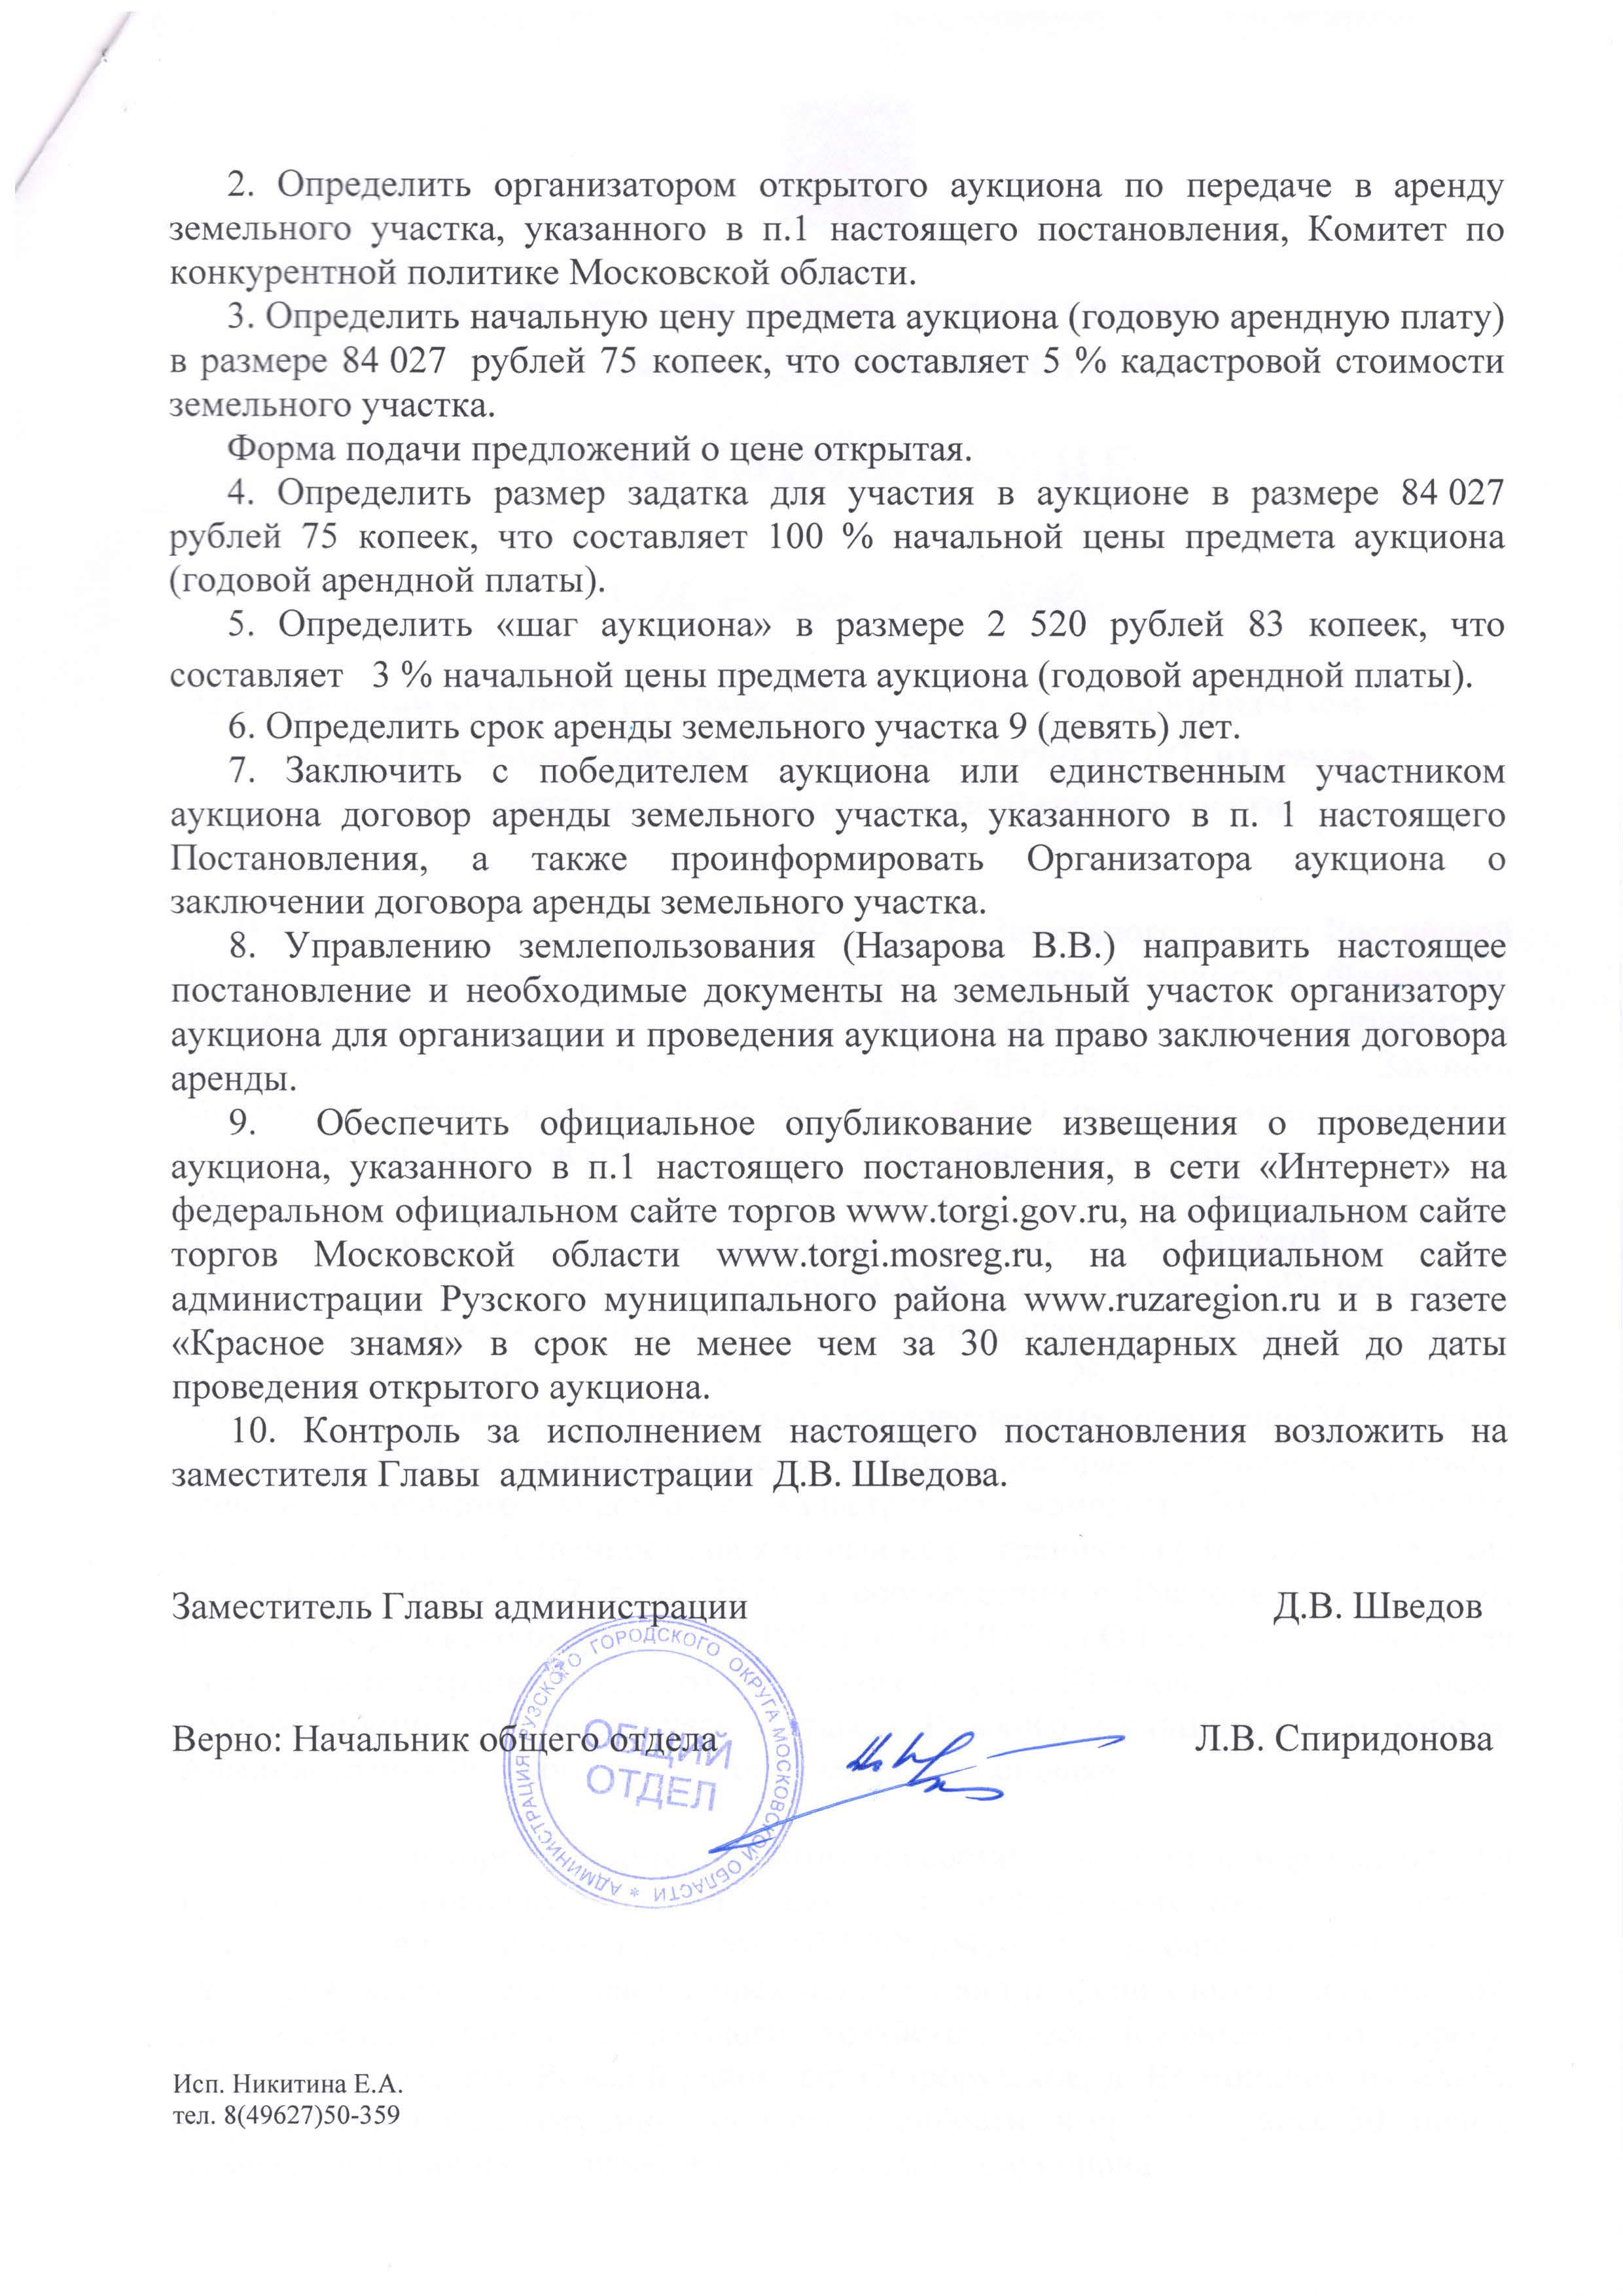 2. Определить организатором открытого аукциона по передаче в аренду
земельного участка, указанного в п.1 настоящего постановления, Комитет по
конкурентной политике Московской области.
3. Определить начальную цену предмета аукциона (годовую арендную плату)
в размере 84 027 рублей 75 копеек, что составляет 5 % кадастровой стоимости
земельного участка.
Форма подачи предложений о цене открытая.
4. Определить размер задатка для участия в аукционе в размере 84 027
рублей 75 копеек, что составляет 100 % начальной цены предмета аукциона
(годовой арендной платы).
5. Определить «шаг аукциона» в размере 2 520 рублей 83 копеек, что
составляет 3 % начальной цены предмета аукциона (годовой арендной платы).
6. Определить срок аренды земельного участка 9 (девять) лет.
7. Заключить с победителем аукциона или единственным участником
аукциона договор аренды земельного участка, указанного в п. 1 настоящего
Постановления, а также проинформировать Организатора аукциона о
заключении договора аренды земельного участка.
8. Управлению землепользования (Назарова В.В.) направить настоящее
постановление и необходимые документы на земельный участок организатору
аукциона для организации и проведения аукциона на право заключения договора
аренды.
9. Обеспечить официальное опубликование извещения о проведении
аукциона, указанного в п.1 настоящего постановления, в сети «Интернет» на
федеральном официальном сайте торгов www.torgi.gov.ru, на официальном сайте
торгов Московской области www.torgi.mosreg.ru, на официальном сайте
администрации Рузского муниципального района www.ruzaregion.ru и в газете
«Красное знамя» в срок не менее чем за 30 календарных дней до даты
проведения открытого аукциона.
10. Контроль за исполнением настоящего постановления возложить на
заместителя Главы администрации Д.В. Шведова.
Заместитель Главы администрации Д.В. Шведов
Верно: Начальник общего отдела Л.В. Спиридонова
АДМИНИСТРАЦИЯ РУЗСКОГО ГОРОДСКОГО ОКРУГА МОСКОВСКОЙ ОБЛАСТИ *
ОБЩИЙ
ОТДЕЛ
Исп. Никитина Е.А.
тел. 8(49627)50-359